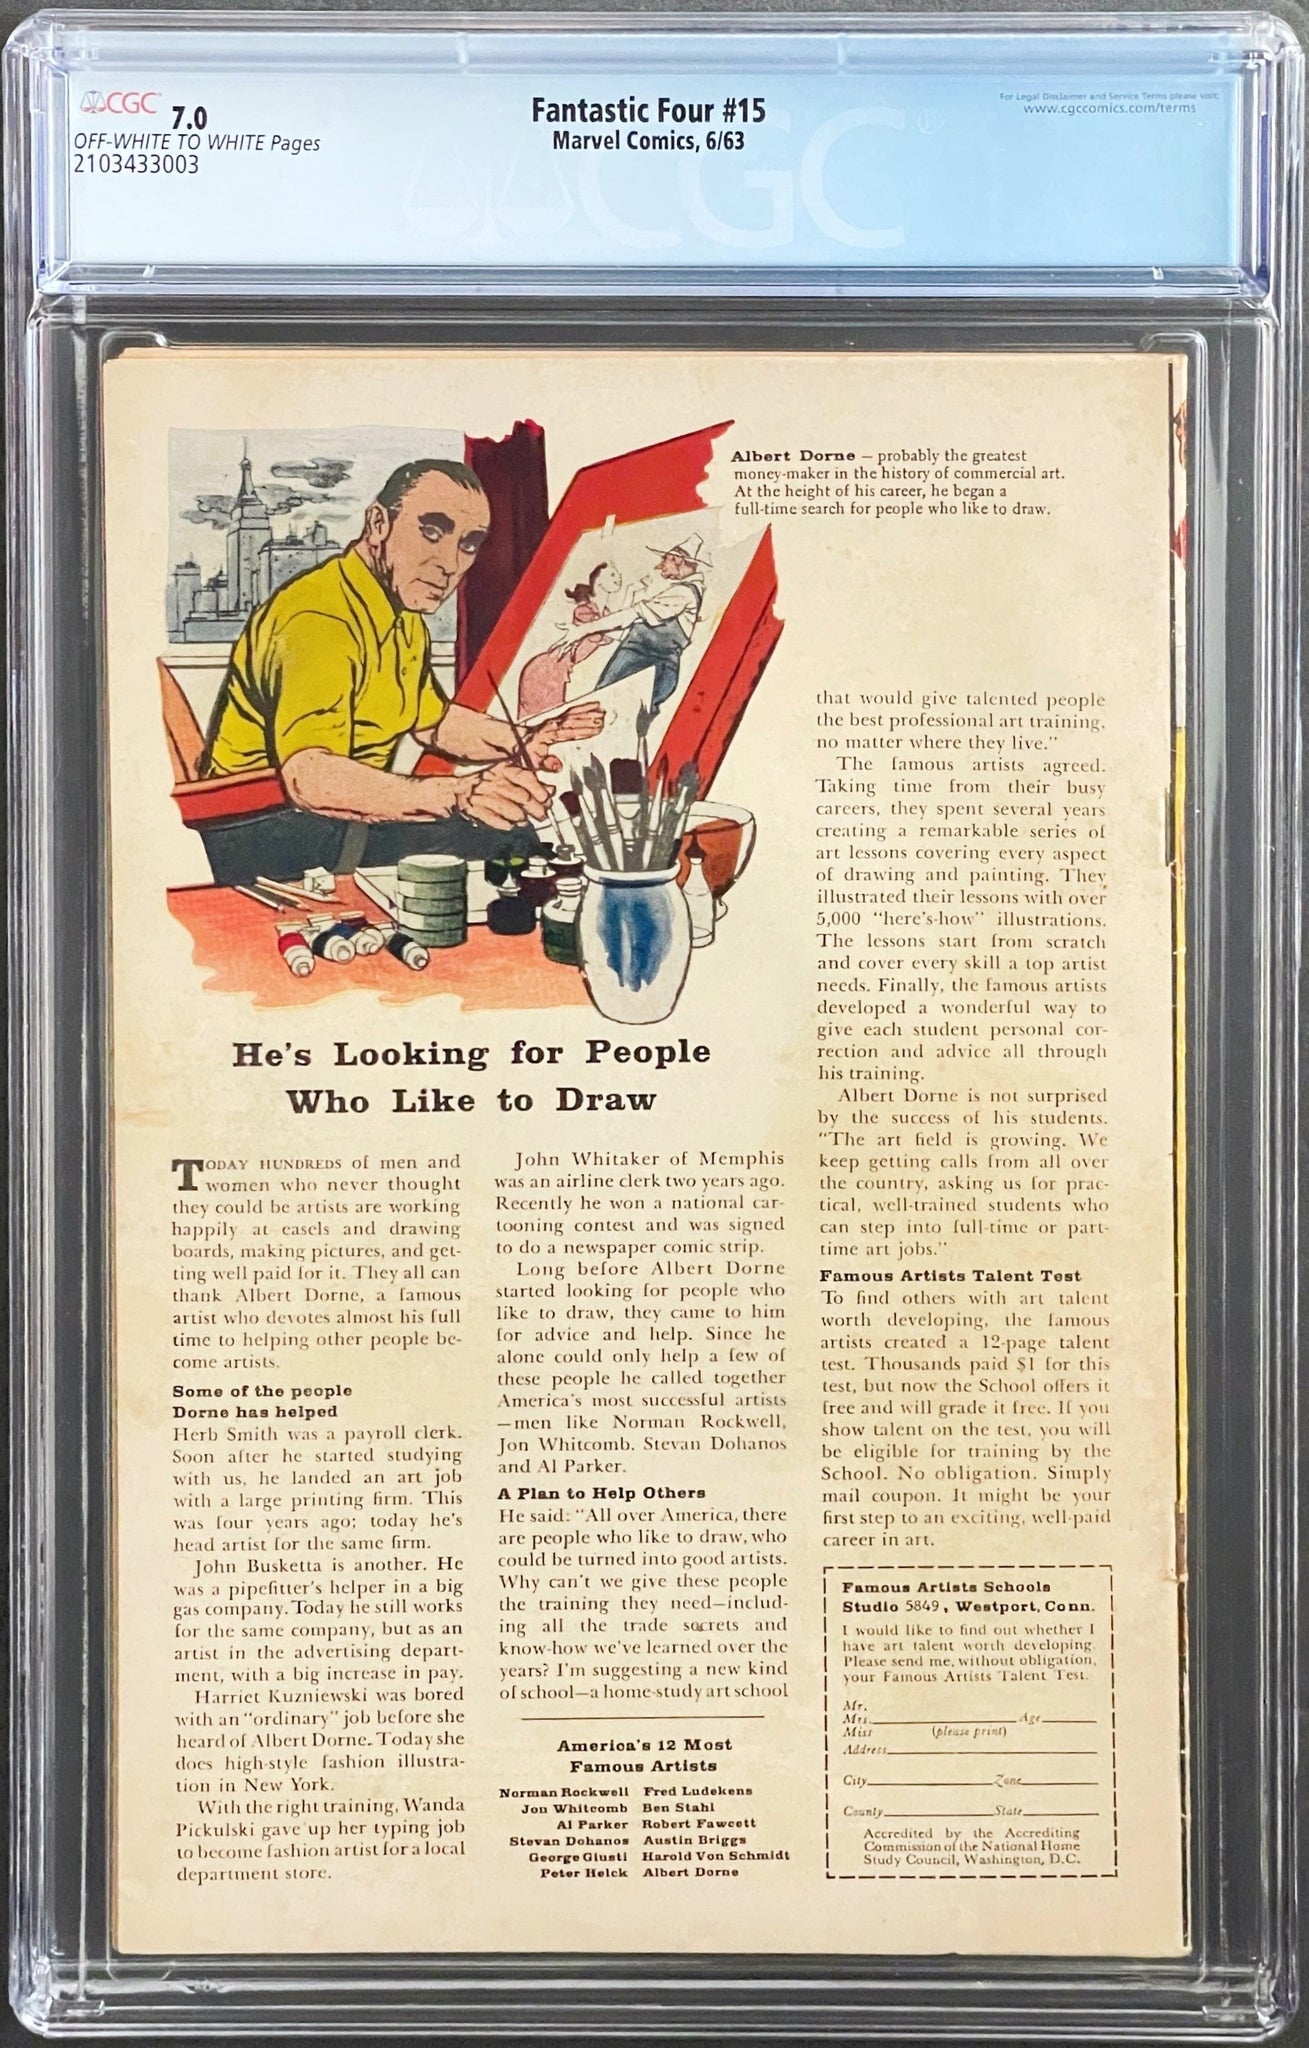 CGC
7.0
OFF-WHITE TO WHITE Pages
2103433003
Fantastic Four #15
Marvel Comics, 6/63
For Legal Disclaimer and Service Terms please visit:
www.cgccomics.com/terms
CGC
Albert Dorne — probably the greatest
money-maker in the history of commercial art.
At the height of his career, he began a
full-time search for people who like to draw.
He's Looking for People
Who Like to Draw
TODAY HUNDREDS of men and
women who never thought
they could be artists are working
happily at easels and drawing
boards, making pictures, and get-
ting well paid for it. They all can
thank Albert Dorne, a famous
artist who devotes almost his full
time to helping other people be-
come artists.
Some of the people
Dorne has helped
Herb Smith was a payroll clerk.
Soon after he started studying
with us, he landed an art job
with a large printing firm. This
was four years ago; today he's
head artist for the same firm.
John Busketta is another. He
was a pipefitter's helper in a big
gas company. Today he still works
for the same company, but as an
artist in the advertising depart-
ment, with a big increase in pay.
Harriet Kuzniewski was bored
with an "ordinary" job before she
heard of Albert Dorne. Today she
does high-style fashion illustra-
tion in New York.
With the right training, Wanda
Pickulski gave up her typing job
to become fashion artist for a local
department store.
John Whitaker of Memphis
was an airline clerk two years ago.
Recently he won a national car-
tooning contest and was signed
to do a newspaper comic strip.
Long before Albert Dorne
started looking for people who
like to draw, they came to him
for advice and help. Since he
alone could only help a few of
these people he called together
America's most successful artists
—men like Norman Rockwell,
Jon Whitcomb, Stevan Dohanos
and Al Parker.
A Plan to Help Others
He said: "All over America, there
are people who like to draw, who
could be turned into good artists.
Why can't we give these people
the training they need—includ-
ing all the trade secrets and
know-how we've learned over the
years? I'm suggesting a new kind
of school—a home-study art school
America's 12 Most
Famous Artists
Norman Rockwell Fred Ludekens
Jon Whitcomb Ben Stahl
Al Parker Robert Fawcett
Stevan Dohanos Austin Briggs
George Giusti Harold Von Schmidt
Peter Helck Albert Dorne
that would give talented people
the best professional art training,
no matter where they live."
The famous artists agreed.
Taking time from their busy
careers, they spent several years
creating a remarkable series of
art lessons covering every aspect
of drawing and painting. They
illustrated their lessons with over
5,000 "here's-how" illustrations.
The lessons start from scratch
and cover every skill a top artist
needs. Finally, the famous artists
developed a wonderful way to
give each student personal cor-
rection and advice all through
his training.
Albert Dorne is not surprised
by the success of his students.
"The art field is growing. We
keep getting calls from all over
the country, asking us for prac-
tical, well-trained students who
can step into full-time or part-
time art jobs."
Famous Artists Talent Test
To find others with art talent
worth developing, the famous
artists created a 12-page talent
test. Thousands paid $1 for this
test, but now the School offers it
free and will grade it free. If you
show talent on the test, you will
be eligible for training by the
School. No obligation. Simply
mail coupon. It might be your
first step to an exciting, well-paid
career in art.
Famous Artists Schools
Studio 5849, Westport, Conn.
I would like to find out whether I
have art talent worth developing.
Please send me, without obligation,
your Famous Artists Talent Test.
Mr.
Mrs. Age
Miss (please print)
Address
City Zone
County State
Accredited by the Accrediting
Commission of the National Home
Study Council, Washington, D.C.